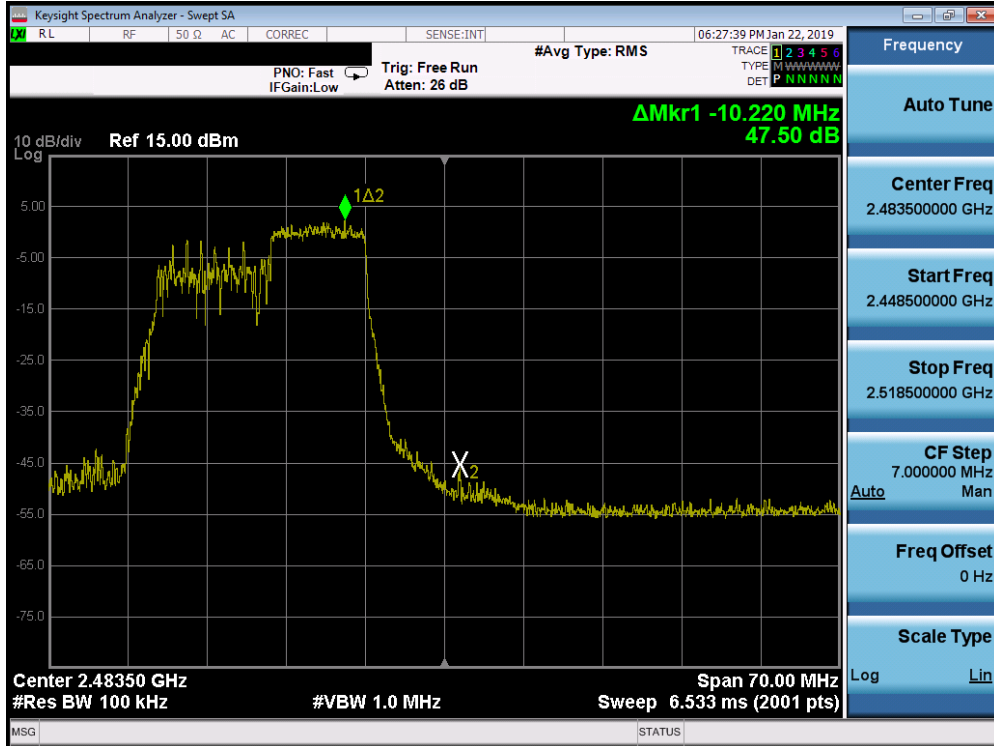 Keysight Spectrum Analyzer - Swept SA
LXI RL RF 50 Ω AC CORREC SENSE:INT 06:27:39 PM Jan 22, 2019
#Avg Type: RMS TRACE 1 2 3 4 5 6
PNO: Fast Trig: Free Run TYPE M WWWWW
IFGain:Low Atten: 26 dB DET P N N N N N
ΔMkr1 -10.220 MHz
47.50 dB
10 dB/div Ref 15.00 dBm
Log
1Δ2
5.00
-5.00
-15.0
-25.0
-35.0
-45.0
X2
-55.0
-65.0
-75.0
Center 2.48350 GHz Span 70.00 MHz
#Res BW 100 kHz #VBW 1.0 MHz Sweep 6.533 ms (2001 pts)
MSG STATUS
Frequency
Auto Tune
Center Freq
2.483500000 GHz
Start Freq
2.448500000 GHz
Stop Freq
2.518500000 GHz
CF Step
7.000000 MHz
Auto Man
Freq Offset
0 Hz
Scale Type
Log Lin